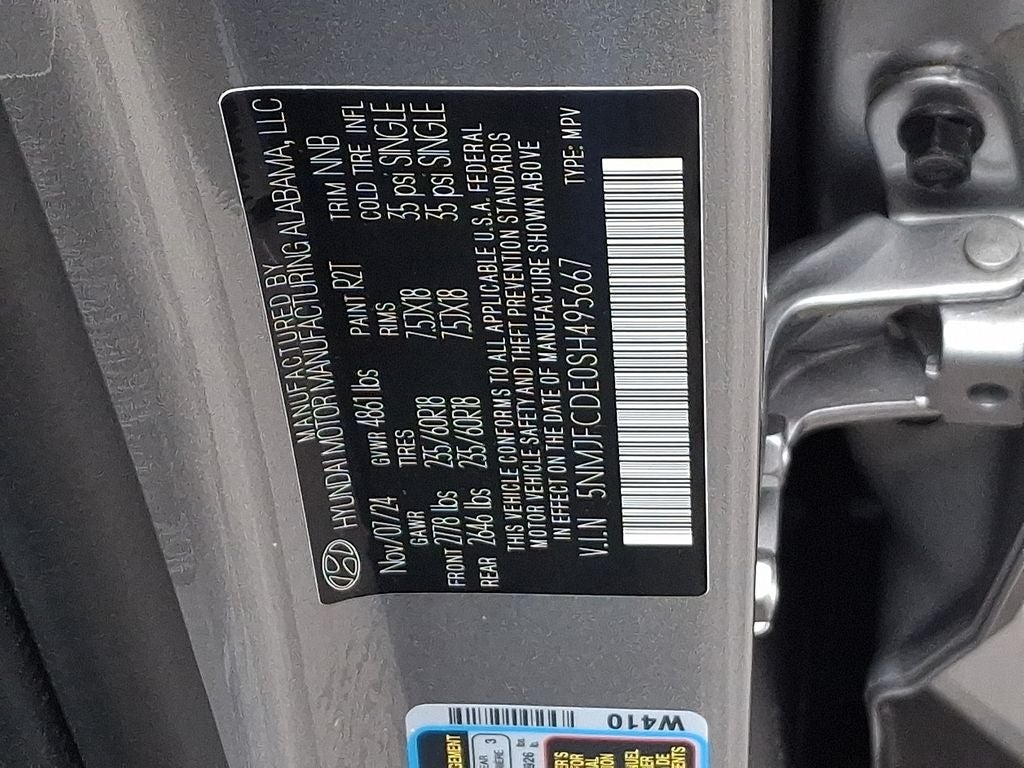 MANUFACTURED BY
HYUNDAI MOTOR MANUFACTURING ALABAMA, LLC
Nov/07/24 GVWR 4861 lbs PAINT R2T TRIM NNB
GAWR TIRES RIMS COLD TIRE INFL
FRONT 2778 lbs 235/60R18 7.5JX18 35 psi SINGLE
REAR 2646 lbs 235/60R18 7.5JX18 35 psi SINGLE
THIS VEHICLE CONFORMS TO ALL APPLICABLE U.S.A. FEDERAL
MOTOR VEHICLE SAFETY AND THEFT PREVENTION STANDARDS
IN EFFECT ON THE DATE OF MANUFACTURE SHOWN ABOVE
V.I.N 5NMJFCDE0SH495667 TYPE: MPV
W410